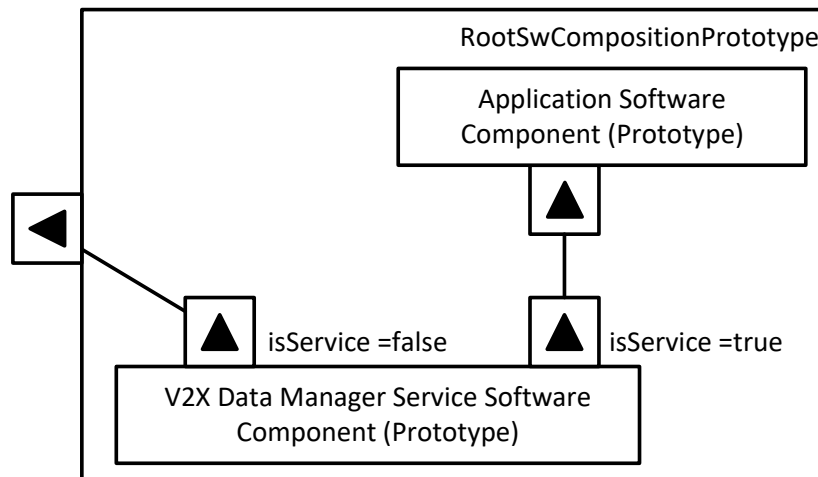 RootSwCompositionPrototype
Application Software
Component (Prototype)
isService =false
isService =true
V2X Data Manager Service Software
Component (Prototype)